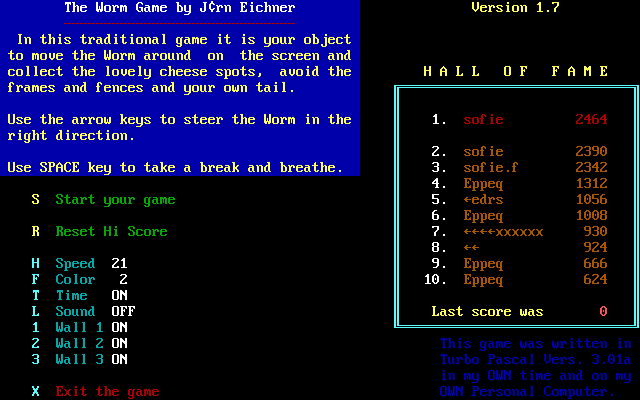 The Worm Game by J¢rn Eichner
In this traditional game it is your object
to move the Worm around on the screen and
collect the lovely cheese spots, avoid the
frames and fences and your own tail.
Use the arrow keys to steer the Worm in the
right direction.
Use SPACE key to take a break and breathe.
S Start your game
R Reset Hi Score
H Speed 21
F Color 2
T Time ON
L Sound OFF
1 Wall 1 ON
2 Wall 2 ON
3 Wall 3 ON
X Exit the game
Version 1.7
H A L L O F F A M E
1. sofie 2464
2. sofie 2390
3. sofie.f 2342
4. Eppeq 1312
5. ←edrs 1056
6. Eppeq 1008
7. ←←←←xxxxxx 930
8. ←← 924
9. Eppeq 666
10. Eppeq 624
Last score was 0
This game was written in
Turbo Pascal Vers. 3.01a
in my OWN time and on my
OWN Personal Computer.